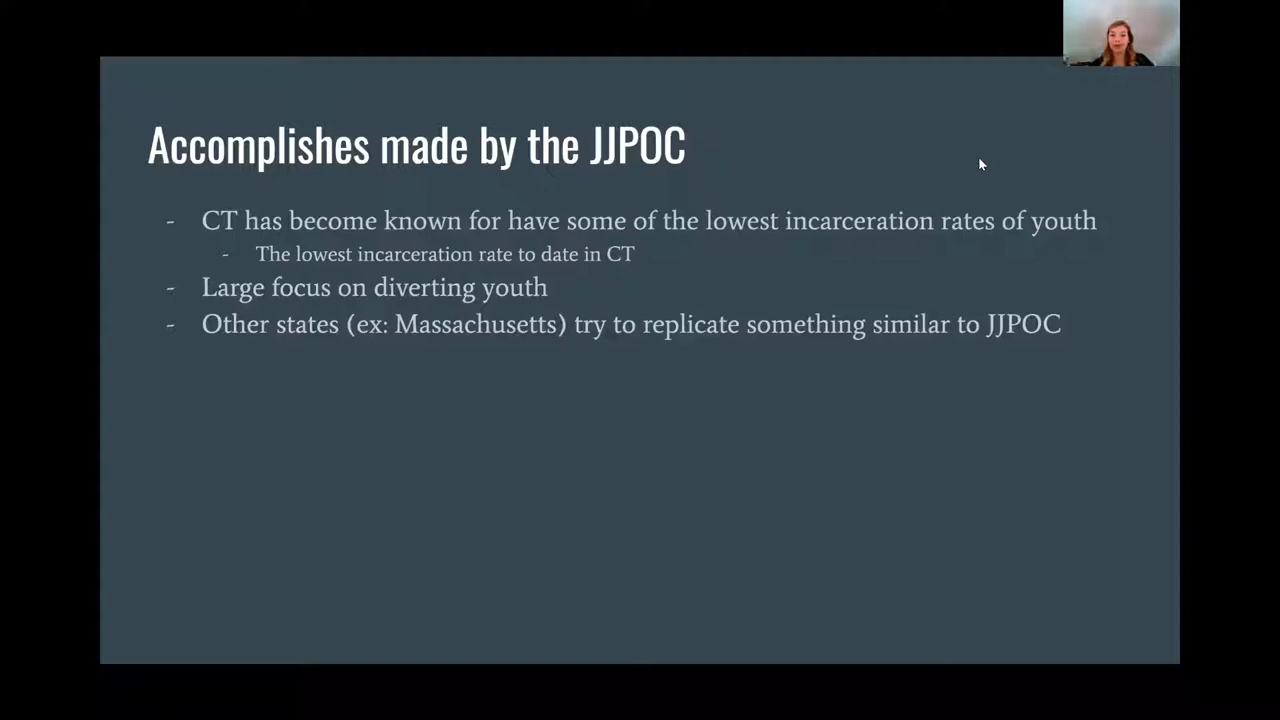 Accomplishes made by the JJPOC
- CT has become known for have some of the lowest incarceration rates of youth
- The lowest incarceration rate to date in CT
- Large focus on diverting youth
- Other states (ex: Massachusetts) try to replicate something similar to JJPOC